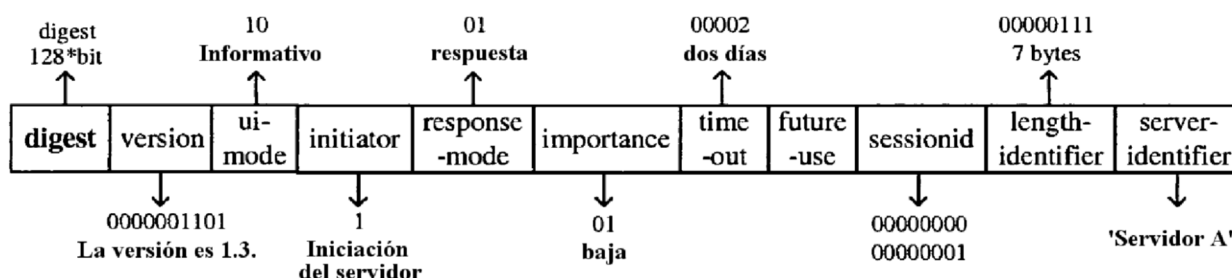 digest
128*bit
10
Informativo
01
respuesta
00002
dos días
00000111
7 bytes
digest
version
ui-
mode
initiator
response
-mode
importance
time
-out
future
-use
sessionid
length-
identifier
server-
identifier
0000001101
La versión es 1.3.
1
Iniciación
del servidor
01
baja
00000000
00000001
'Servidor A'